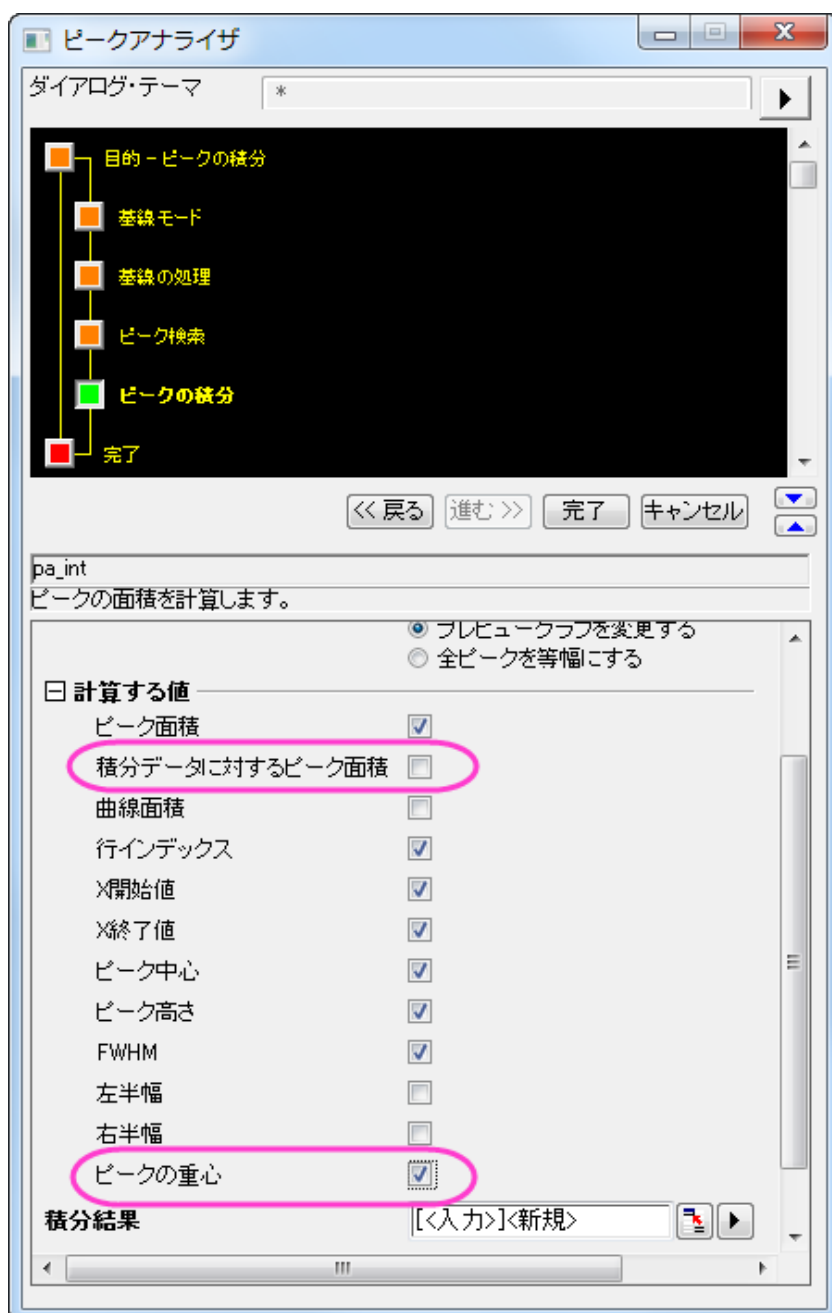 ピークアナライザ
ダイアログ・テーマ *
目的 - ピークの積分
基線モード
基線の処理
ピーク検索
ピークの積分
完了
<< 戻る 進む >> 完了 キャンセル
pa_int
ピークの面積を計算します。
プレビューグラフを変更する
全ピークを等幅にする
計算する値
ピーク面積
積分データに対するピーク面積
曲線面積
行インデックス
X開始値
X終了値
ピーク中心
ピーク高さ
FWHM
左半幅
右半幅
ピークの重心
積分結果 [<入力>]<新規>